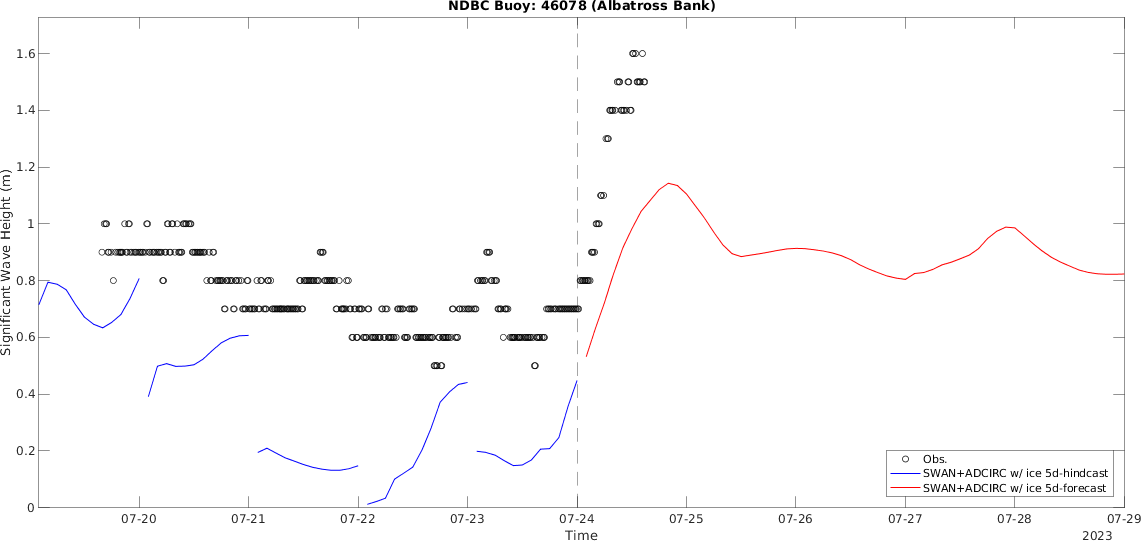 NDBC Buoy: 46078 (Albatross Bank)
1.6
1.4
1.2
1
0.8
0.6
0.4
0.2
0
Significant Wave Height (m)
Obs.
SWAN+ADCIRC w/ ice 5d-hindcast
SWAN+ADCIRC w/ ice 5d-forecast
07-20 07-21 07-22 07-23 07-24 07-25 07-26 07-27 07-28 07-29
Time
2023